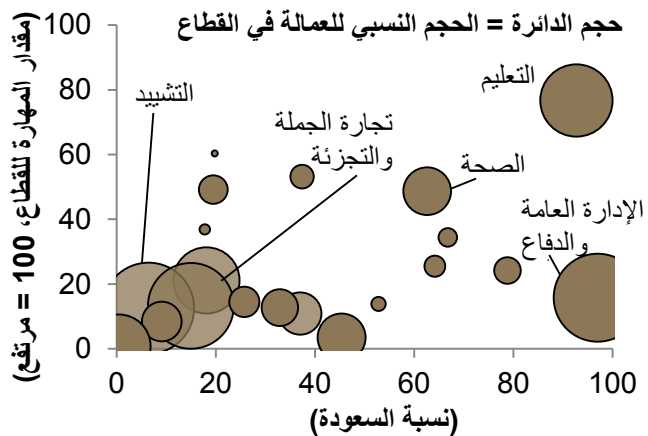 حجم الدائرة = الحجم النسبي للعمالة في القطاع
(مقدار المهارة للقطاع، 100 = مرتفع)
100
80
60
40
20
0
التشييد
تجارة الجملة
والتجزئة
التعليم
الصحة
الإدارة العامة
والدفاع
0 20 40 60 80 100
(نسبة السعودة)